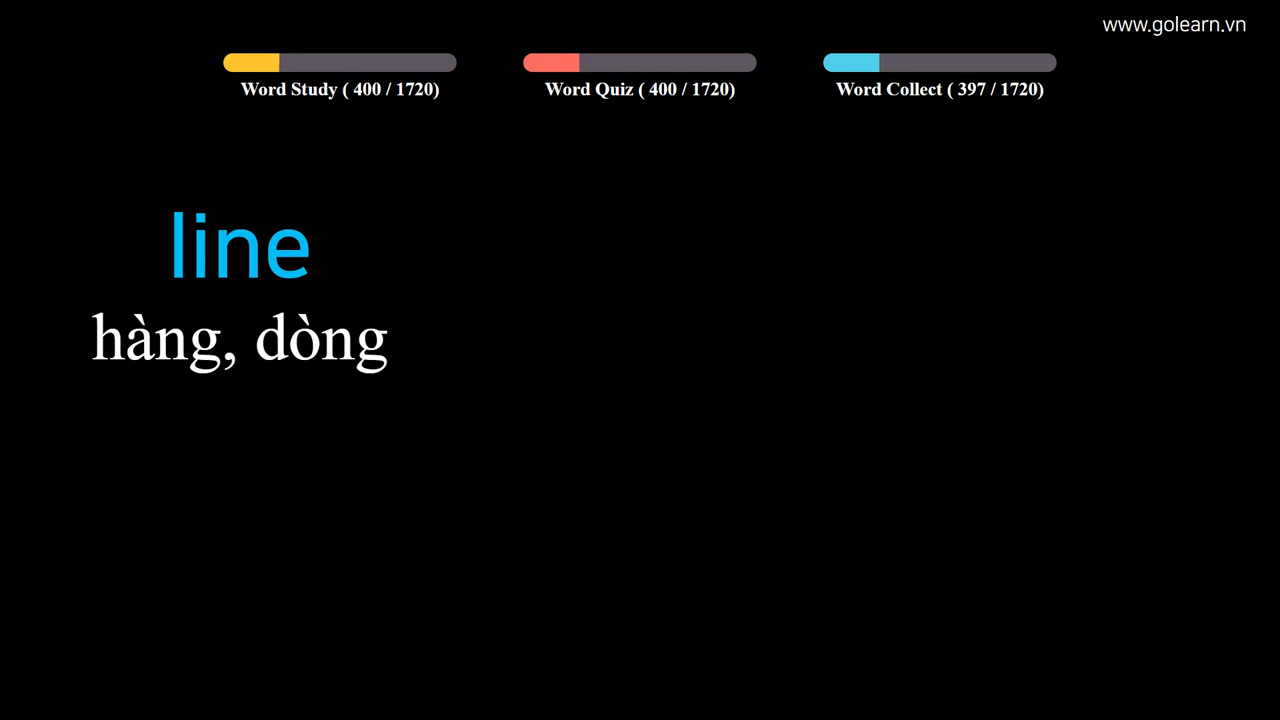 www.golearn.vn
Word Study ( 400 / 1720)
Word Quiz ( 400 / 1720)
Word Collect ( 397 / 1720)
line
hàng, dòng